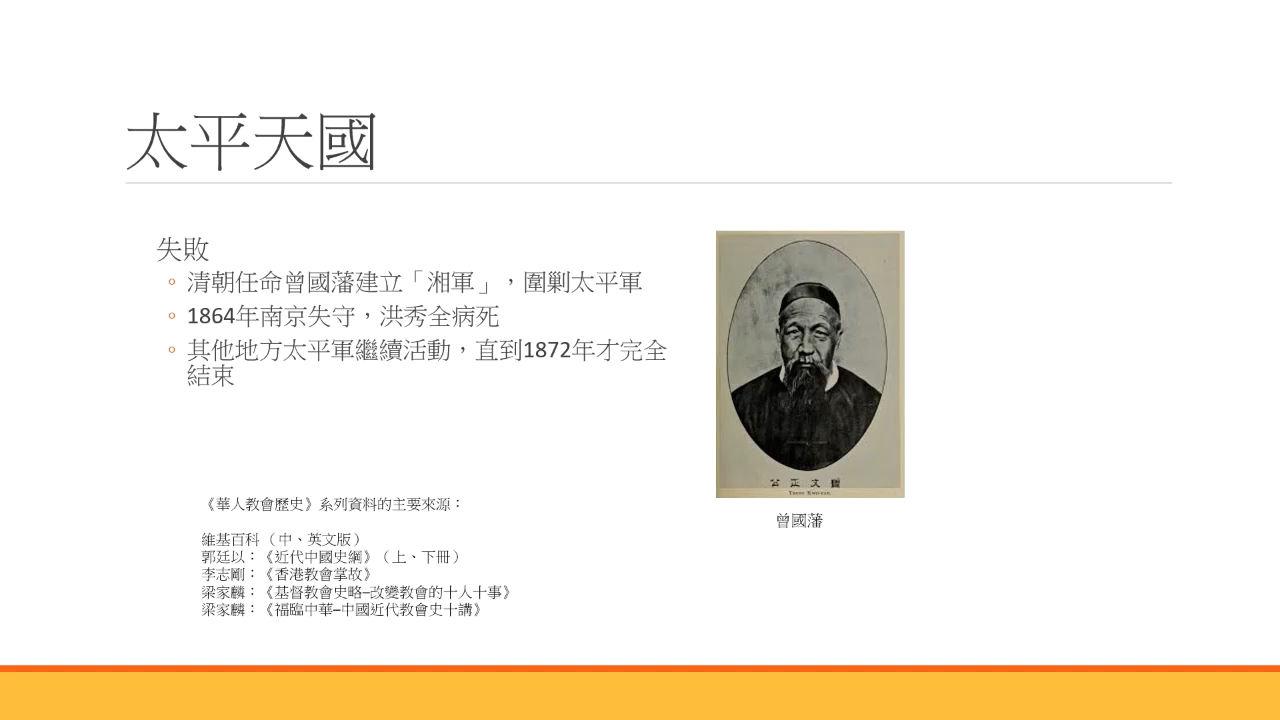 太平天國
失敗
◦ 清朝任命曾國藩建立「湘軍」，圍剿太平軍
◦ 1864年南京失守，洪秀全病死
◦ 其他地方太平軍繼續活動，直到1872年才完全
結束
公正文國
曾國藩
《華人教會歷史》系列資料的主要來源：
維基百科（中、英文版）
郭廷以：《近代中國史綱》（上、下冊）
李志剛：《香港教會掌故》
梁家麟：《基督教會史略–改變教會的十人十事》
梁家麟：《福臨中華–中國近代教會史十講》